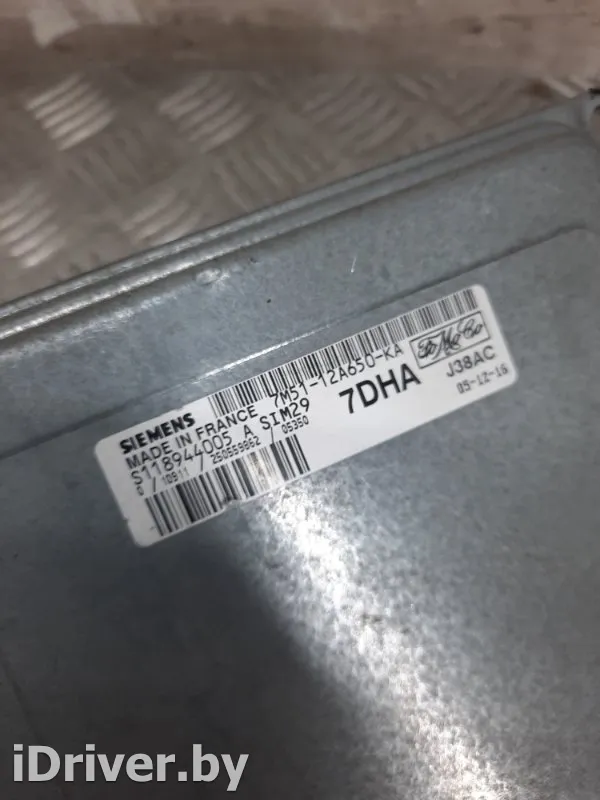 SIEMENS
MADE IN FRANCE
7M51-12A650-KA
S118944005 A SIM29
0 / 10911 / 250559862 / 05350
7DHA
FoMoCo
J38AC
05-12-16
iDriver.by